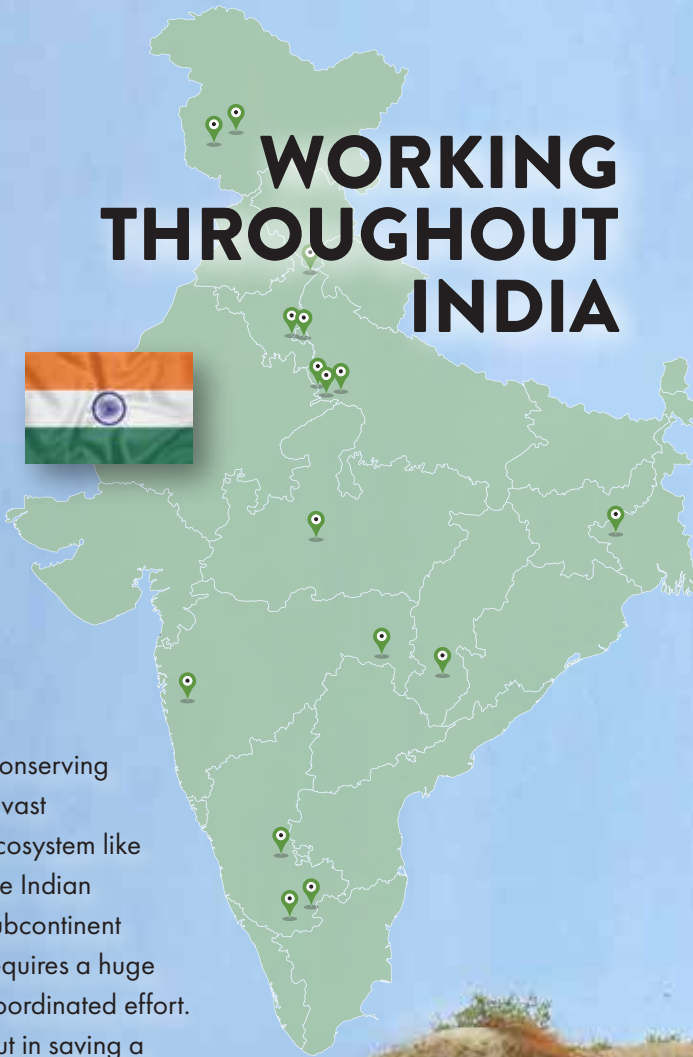 WORKING
THROUGHOUT
INDIA
onserving
vast
cosystem like
e Indian
ubcontinent
quires a huge
oordinated effort.
ut in saving a